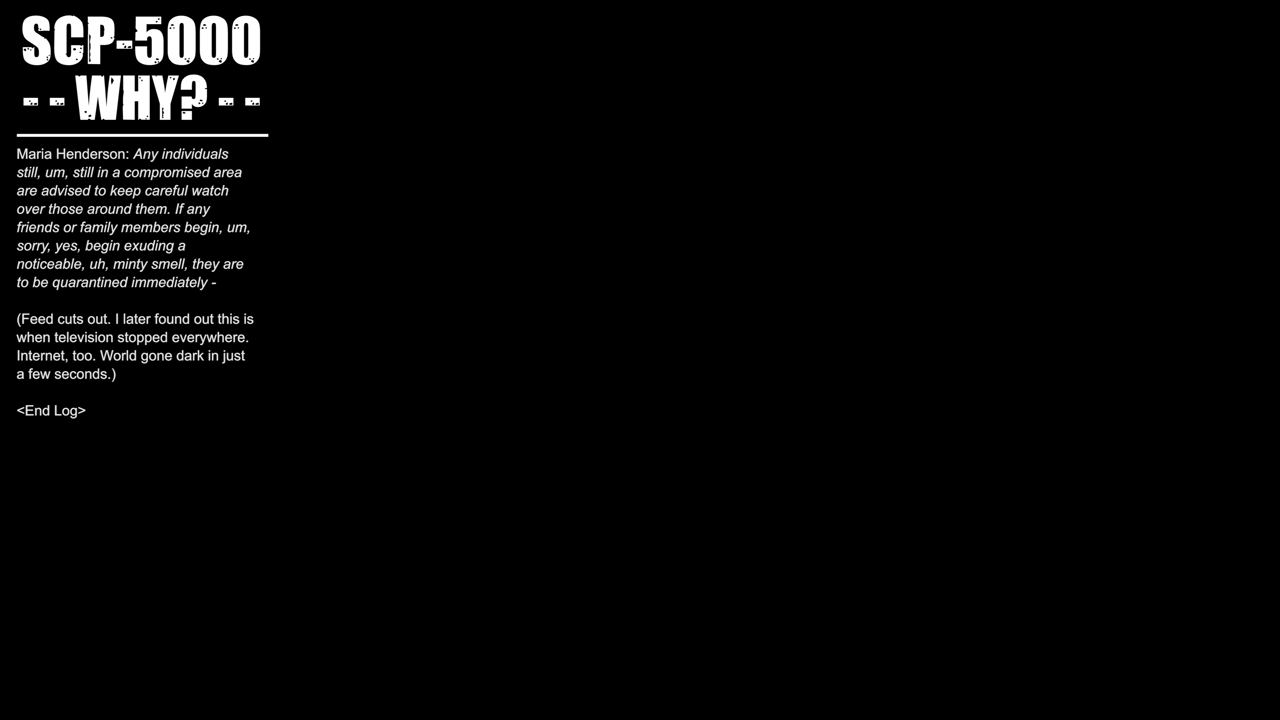 SCP-5000
-- WHY? --
Maria Henderson: Any individuals
still, um, still in a compromised area
are advised to keep careful watch
over those around them. If any
friends or family members begin, um,
sorry, yes, begin exuding a
noticeable, uh, minty smell, they are
to be quarantined immediately -
(Feed cuts out. I later found out this is
when television stopped everywhere.
Internet, too. World gone dark in just
a few seconds.)
<End Log>